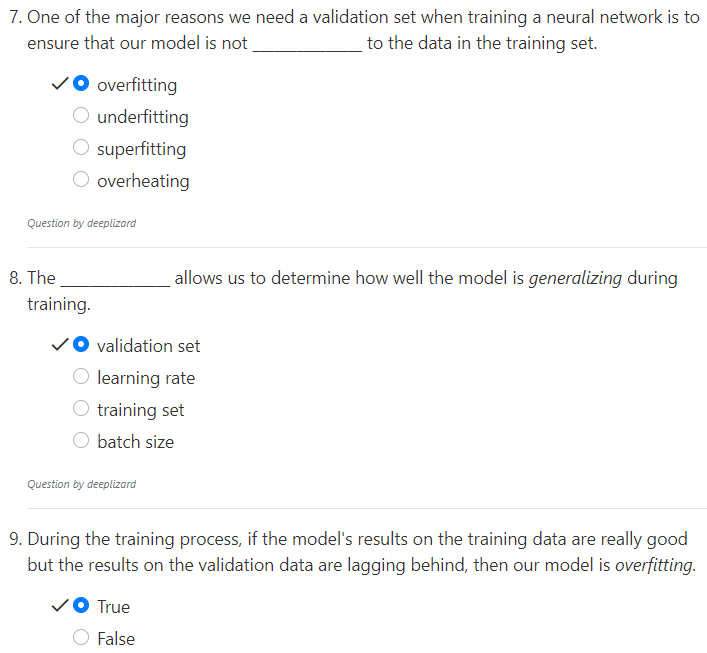 7. One of the major reasons we need a validation set when training a neural network is to
ensure that our model is not ____________ to the data in the training set.
overfitting
underfitting
superfitting
overheating
Question by deeplizard
8. The ____________ allows us to determine how well the model is generalizing during
training.
validation set
learning rate
training set
batch size
Question by deeplizard
9. During the training process, if the model's results on the training data are really good
but the results on the validation data are lagging behind, then our model is overfitting.
True
False